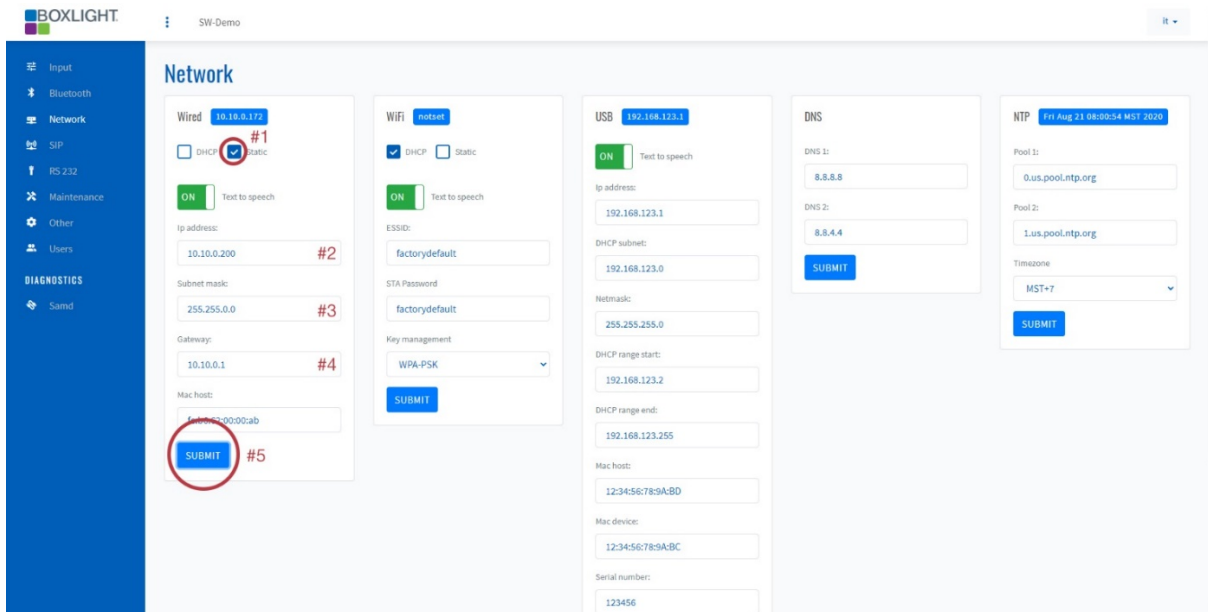 BOXLIGHT
SW-Demo
it
Input
Bluetooth
Network
SIP
RS 232
Maintenance
Other
Users
DIAGNOSTICS
Samd
Network
Wired 10.10.0.172
#1
DHCP Static
ON Text to speech
Ip address:
10.10.0.200 #2
Subnet mask:
255.255.0.0 #3
Gateway:
10.10.0.1 #4
Mac host:
SUBMIT #5
WiFi notset
DHCP Static
ON Text to speech
ESSID:
factorydefault
STA Password
factorydefault
Key management
WPA-PSK
SUBMIT
USB 192.168.123.1
ON Text to speech
Ip address:
192.168.123.1
DHCP subnet:
192.168.123.0
Netmask:
255.255.255.0
DHCP range start:
192.168.123.2
DHCP range end:
192.168.123.255
Mac host:
12:34:56:78:9A:BD
Mac device:
12:34:56:78:9A:BC
Serial number:
123456
DNS
DNS 1:
8.8.8.8
DNS 2:
8.8.4.4
SUBMIT
NTP Fri Aug 21 08:00:54 MST 2020
Pool 1:
0.us.pool.ntp.org
Pool 2:
1.us.pool.ntp.org
Timezone
MST+7
SUBMIT